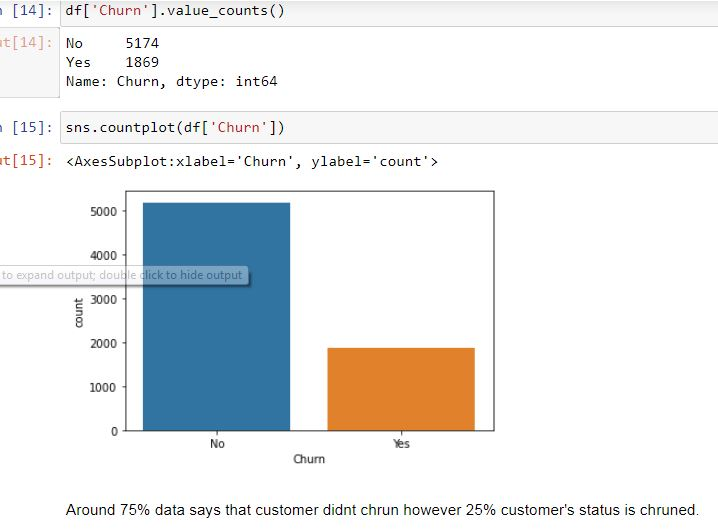 [14]: df['Churn'].value_counts()
t[14]: No 5174
Yes 1869
Name: Churn, dtype: int64
[15]: sns.countplot(df['Churn'])
t[15]: <AxesSubplot:xlabel='Churn', ylabel='count'>
5000
4000
to expand output; double click to hide output
3000
count
2000
1000
0
No Yes
Churn
Around 75% data says that customer didnt chrun however 25% customer's status is chruned.